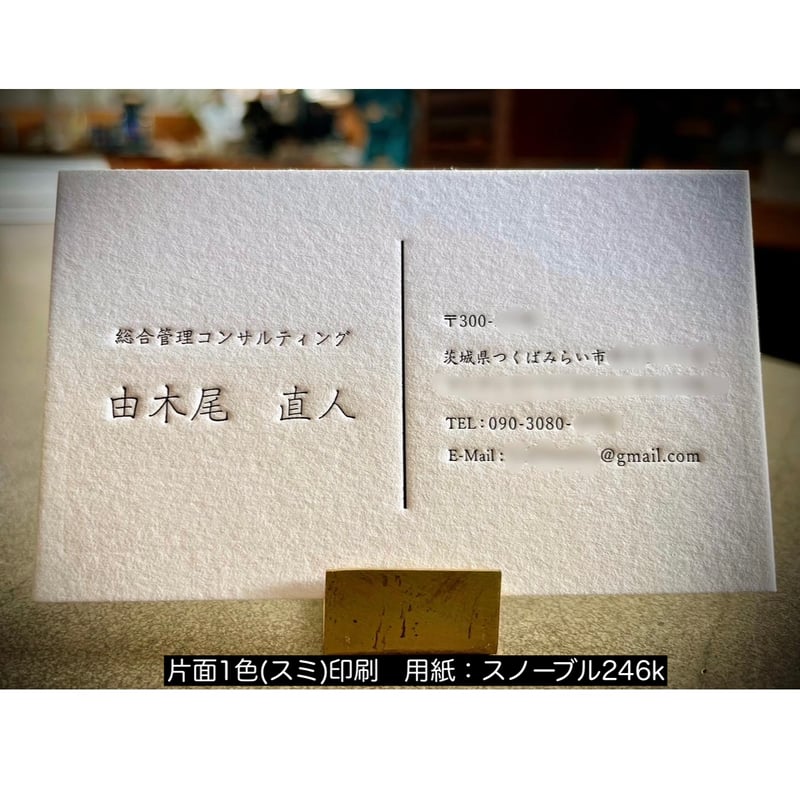 総合管理コンサルティング
由木尾　直人
〒300-
茨城県つくばみらい市
TEL：090-3080-
E-Mail：　@gmail.com
片面1色(スミ)印刷　用紙：スノーブル246k